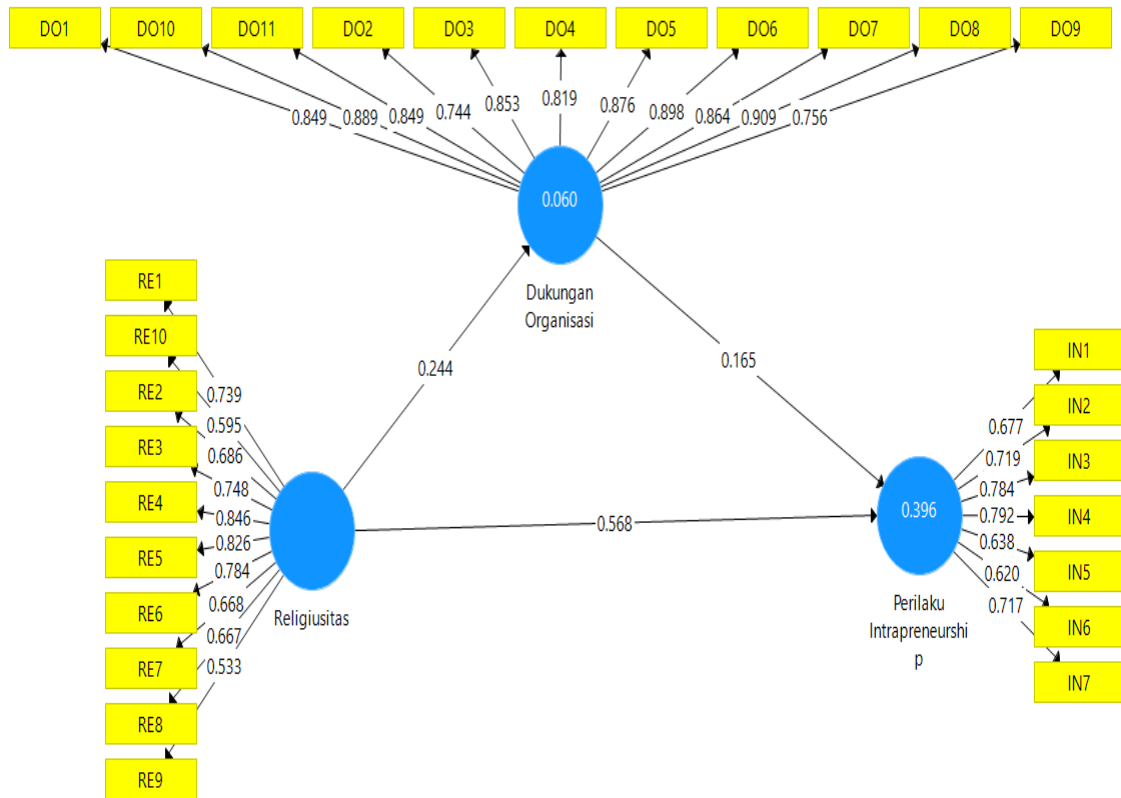 DO1 DO10 DO11 DO2 DO3 DO4 DO5 DO6 DO7 DO8 DO9
0.849 0.889 0.849 0.744 0.853 0.819 0.876 0.898 0.864 0.909 0.756
0.060
Dukungan
Organisasi
RE1
RE10
RE2
RE3
RE4
RE5
RE6
RE7
RE8
RE9
0.739
0.595
0.686
0.748
0.846
0.826
0.784
0.668
0.667
0.533
Religiusitas
0.244
0.165
0.568
0.396
Perilaku
Intrapreneurshi
p
0.677
0.719
0.784
0.792
0.638
0.620
0.717
IN1
IN2
IN3
IN4
IN5
IN6
IN7